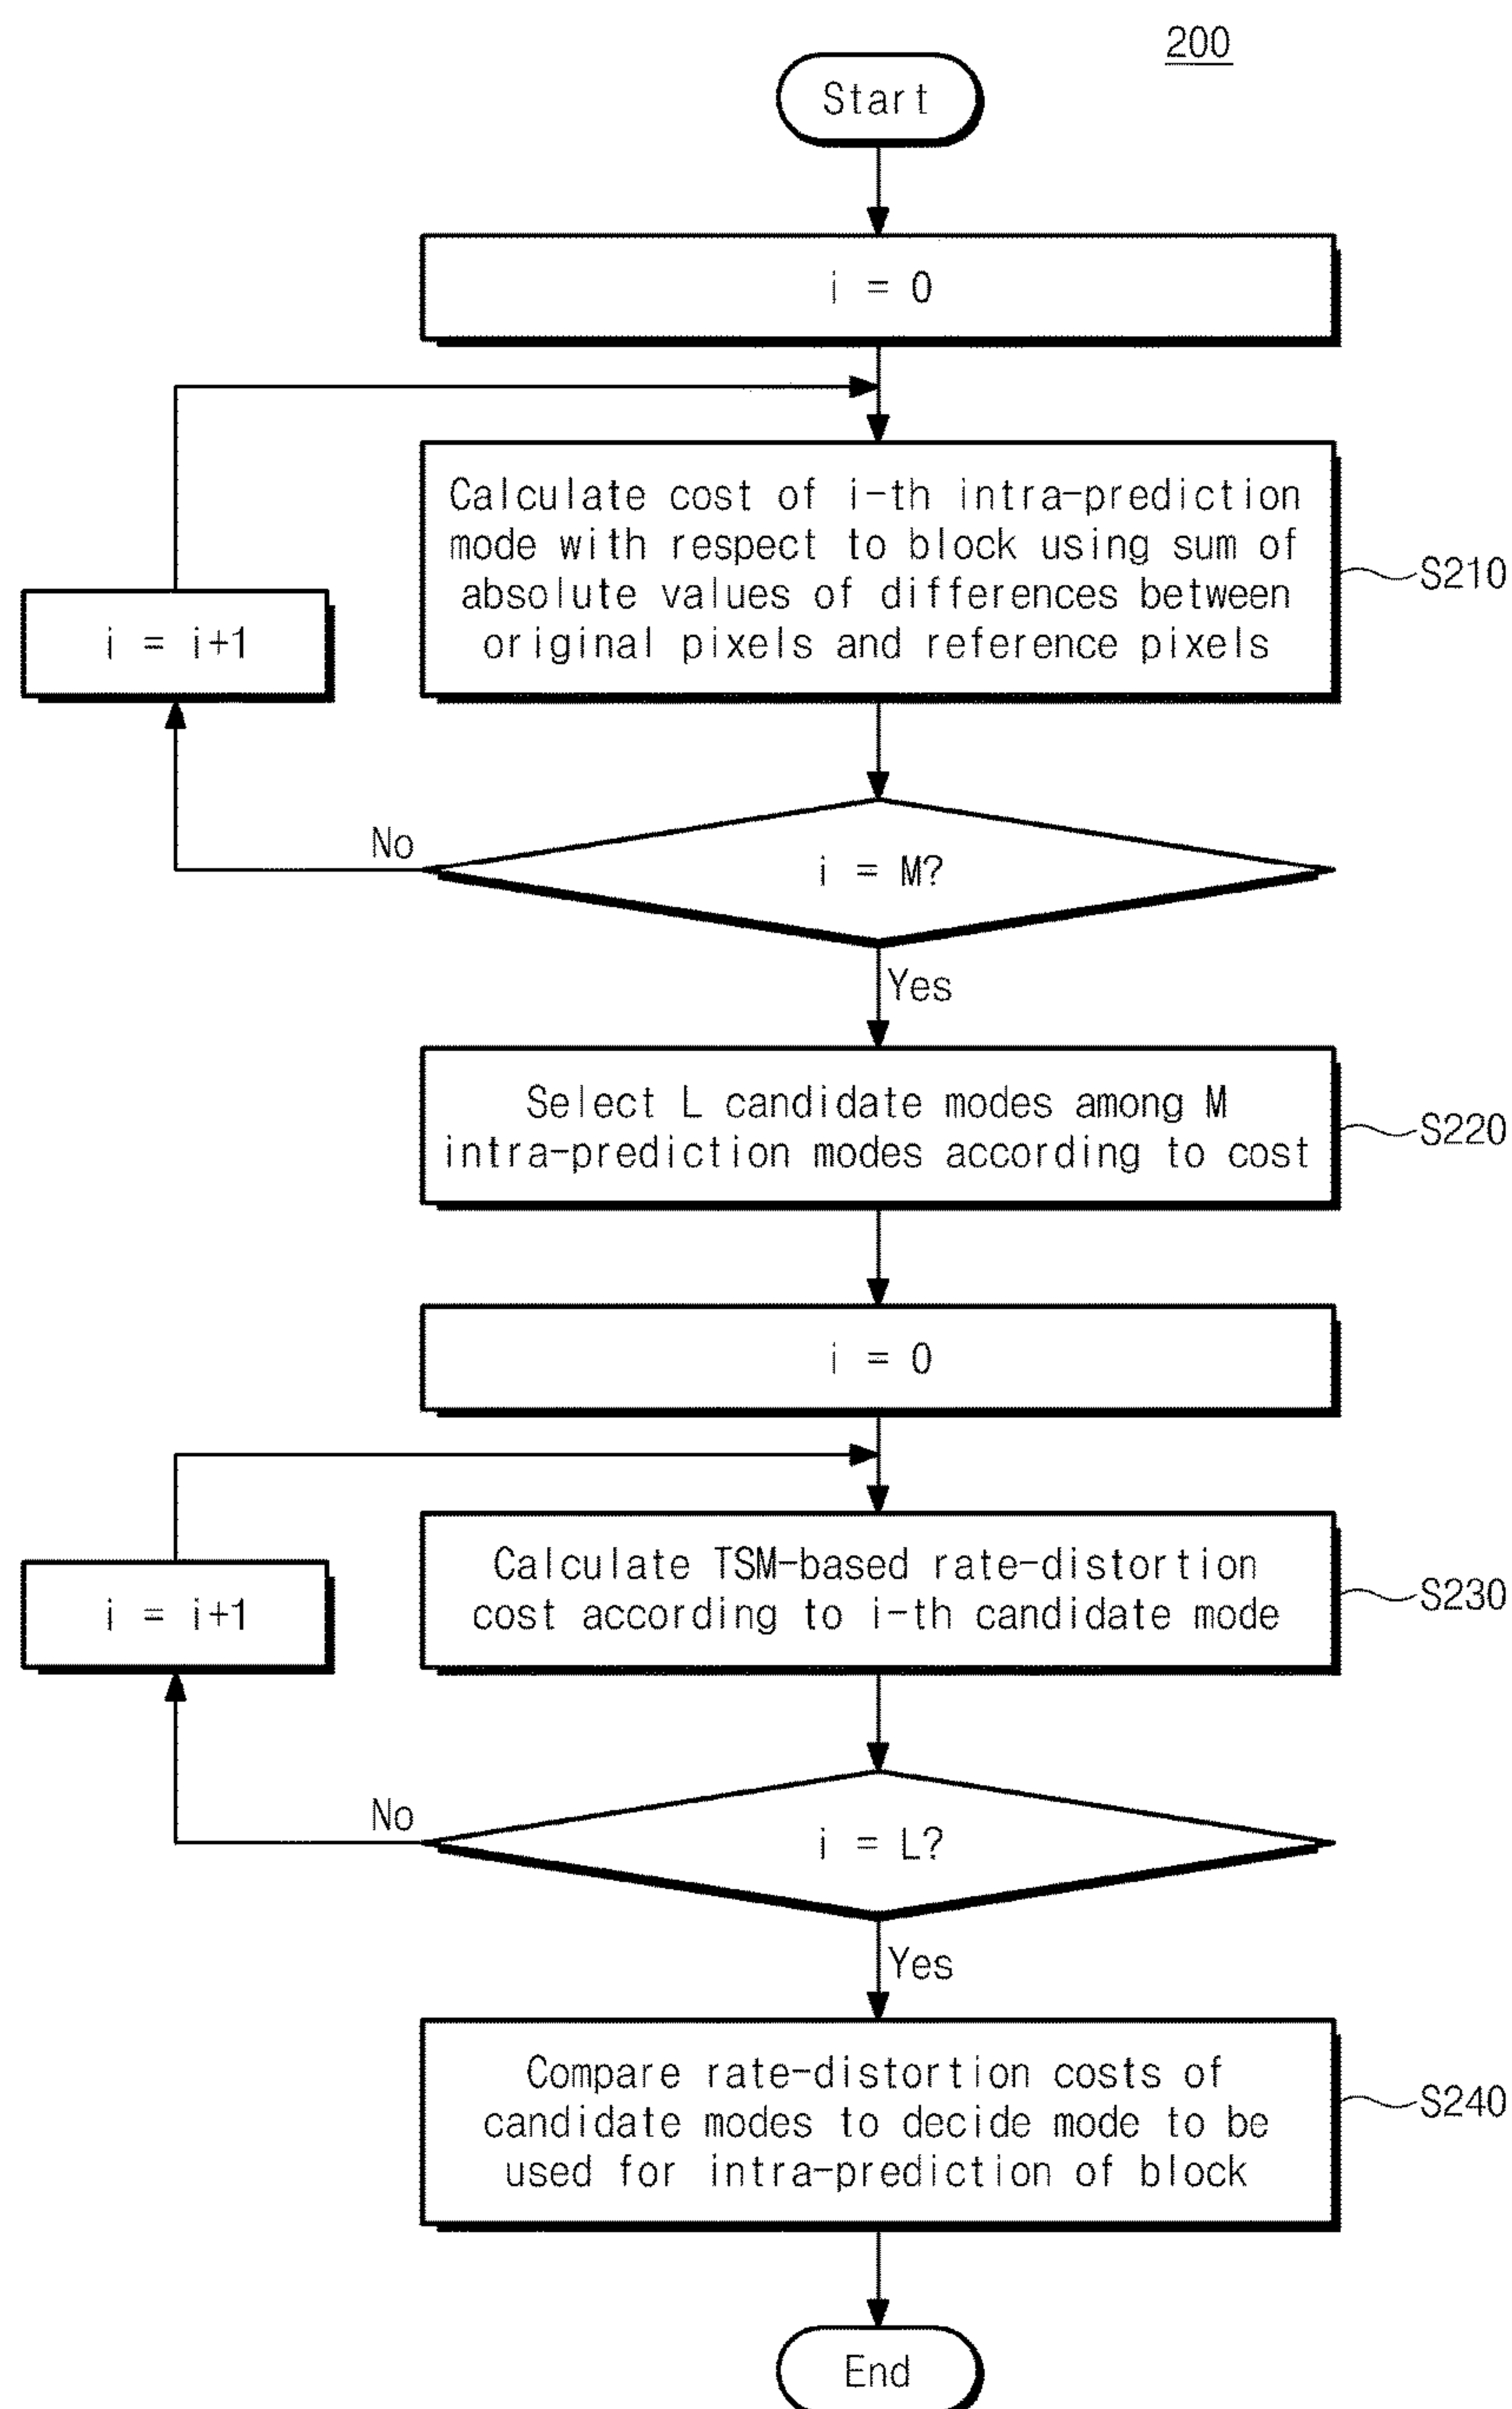 200
Start
i = 0
Calculate cost of i-th intra-prediction
mode with respect to block using sum of
absolute values of differences between
original pixels and reference pixels
S210
i = i+1
No
i = M?
Yes
Select L candidate modes among M
intra-prediction modes according to cost
S220
i = 0
Calculate TSM-based rate-distortion
cost according to i-th candidate mode
S230
i = i+1
No
i = L?
Yes
Compare rate-distortion costs of
candidate modes to decide mode to be
used for intra-prediction of block
S240
End